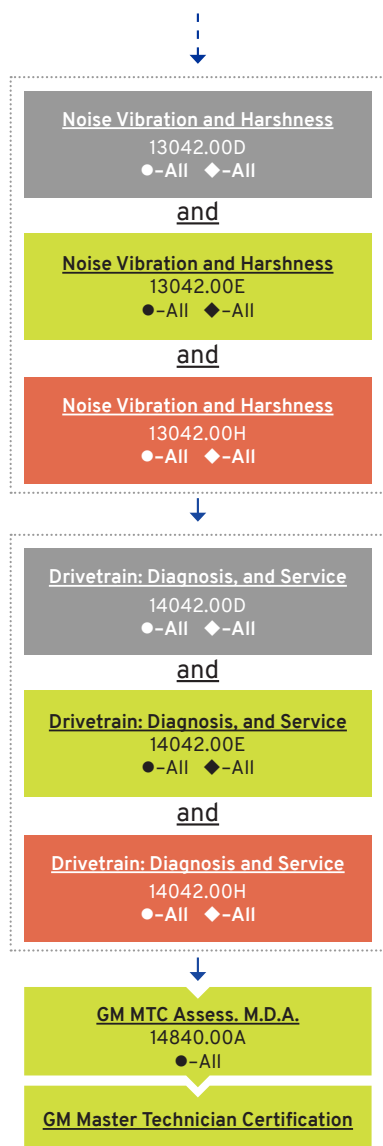 Noise Vibration and Harshness
13042.00D
●–All ◆–All
and
Noise Vibration and Harshness
13042.00E
●–All ◆–All
and
Noise Vibration and Harshness
13042.00H
●–All ◆–All
Drivetrain: Diagnosis, and Service
14042.00D
●–All ◆–All
and
Drivetrain: Diagnosis, and Service
14042.00E
●–All ◆–All
and
Drivetrain: Diagnosis and Service
14042.00H
●–All ◆–All
GM MTC Assess. M.D.A.
14840.00A
●–All
GM Master Technician Certification